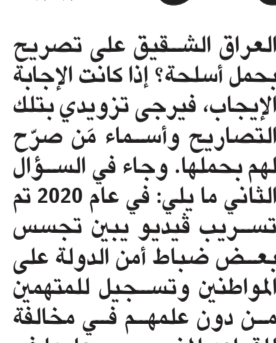 العراق الشقيق على تصريح
بحمل أسلحة؟ إذا كانت الإجابة
الإيجاب، فيرجى تزويدي بتلك
التصاريح وأسماء مَن صرّح
لهم بحملها. وجاء في السؤال
الثاني ما يلي: في عام 2020 تم
تسريب ڤيديو يبين تجسس
بعض ضباط أمن الدولة على
المواطنين وتسجيل للمتهمين
من دون علمهم في مخالفة